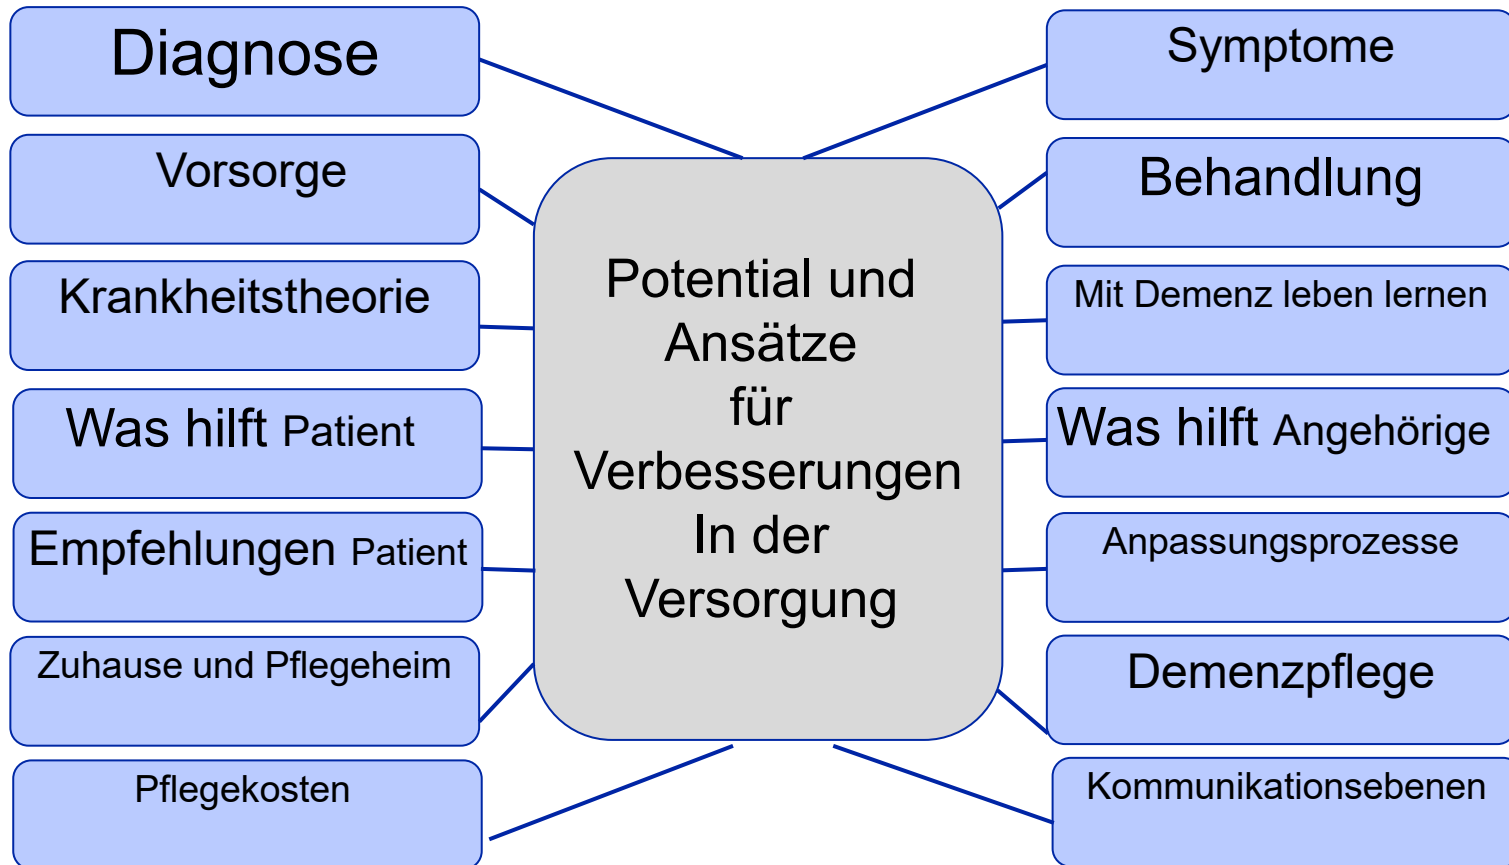 Diagnose
Vorsorge
Krankheitstheorie
Was hilft Patient
Empfehlungen Patient
Zuhause und Pflegeheim
Pflegekosten
Potential und
Ansätze
für
Verbesserungen
In der
Versorgung
Symptome
Behandlung
Mit Demenz leben lernen
Was hilft Angehörige
Anpassungsprozesse
Demenzpflege
Kommunikationsebenen